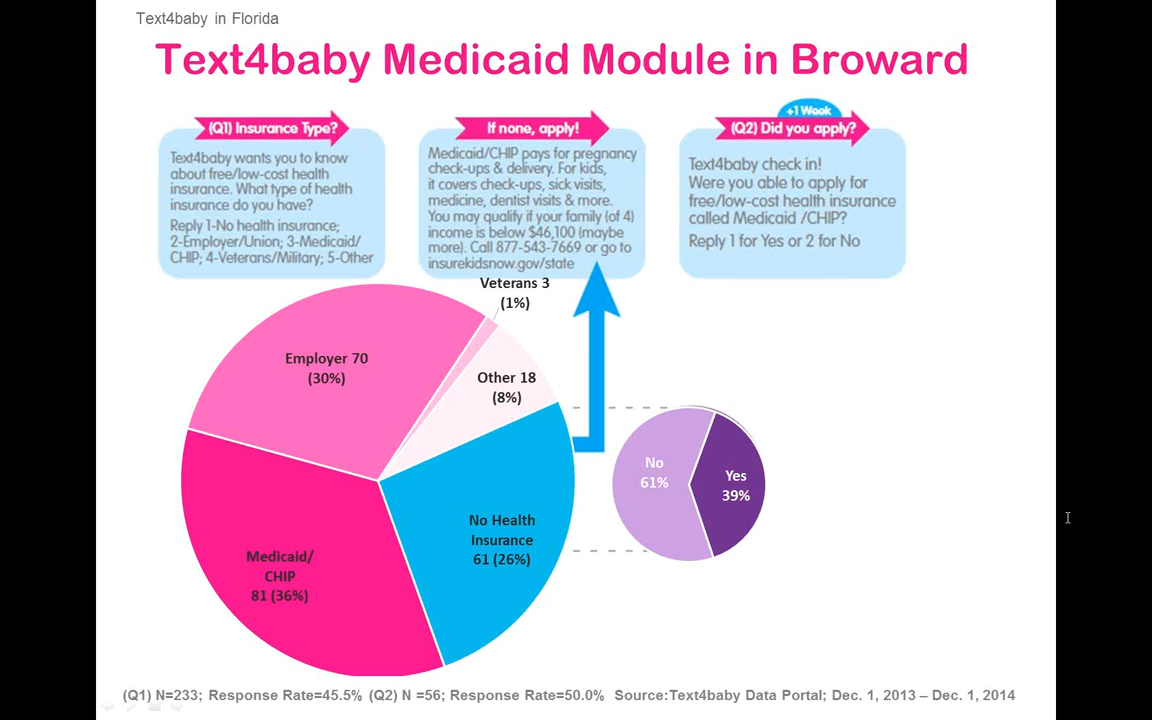 Text4baby in Florida
Text4baby Medicaid Module in Broward
(Q1) Insurance Type?
Text4baby wants you to know
about free/low-cost health
insurance. What type of health
insurance do you have?
Reply 1-No health insurance;
2-Employer/Union; 3-Medicaid/
CHIP; 4-Veterans/Military; 5-Other
If none, apply!
Medicaid/CHIP pays for pregnancy
check-ups & delivery. For kids,
it covers check-ups, sick visits,
medicine, dentist visits & more.
You may qualify if your family (of 4)
income is below $46,100 (maybe
more). Call 877-543-7669 or go to
insurekidsnow.gov/state
+1 Week
(Q2) Did you apply?
Text4baby check in!
Were you able to apply for
free/low-cost health insurance
called Medicaid /CHIP?
Reply 1 for Yes or 2 for No
Veterans 3
(1%)
Employer 70
(30%)
Other 18
(8%)
No Health
Insurance
61 (26%)
Medicaid/
CHIP
81 (36%)
No
61%
Yes
39%
(Q1) N=233; Response Rate=45.5% (Q2) N =56; Response Rate=50.0% Source:Text4baby Data Portal; Dec. 1, 2013 – Dec. 1, 2014